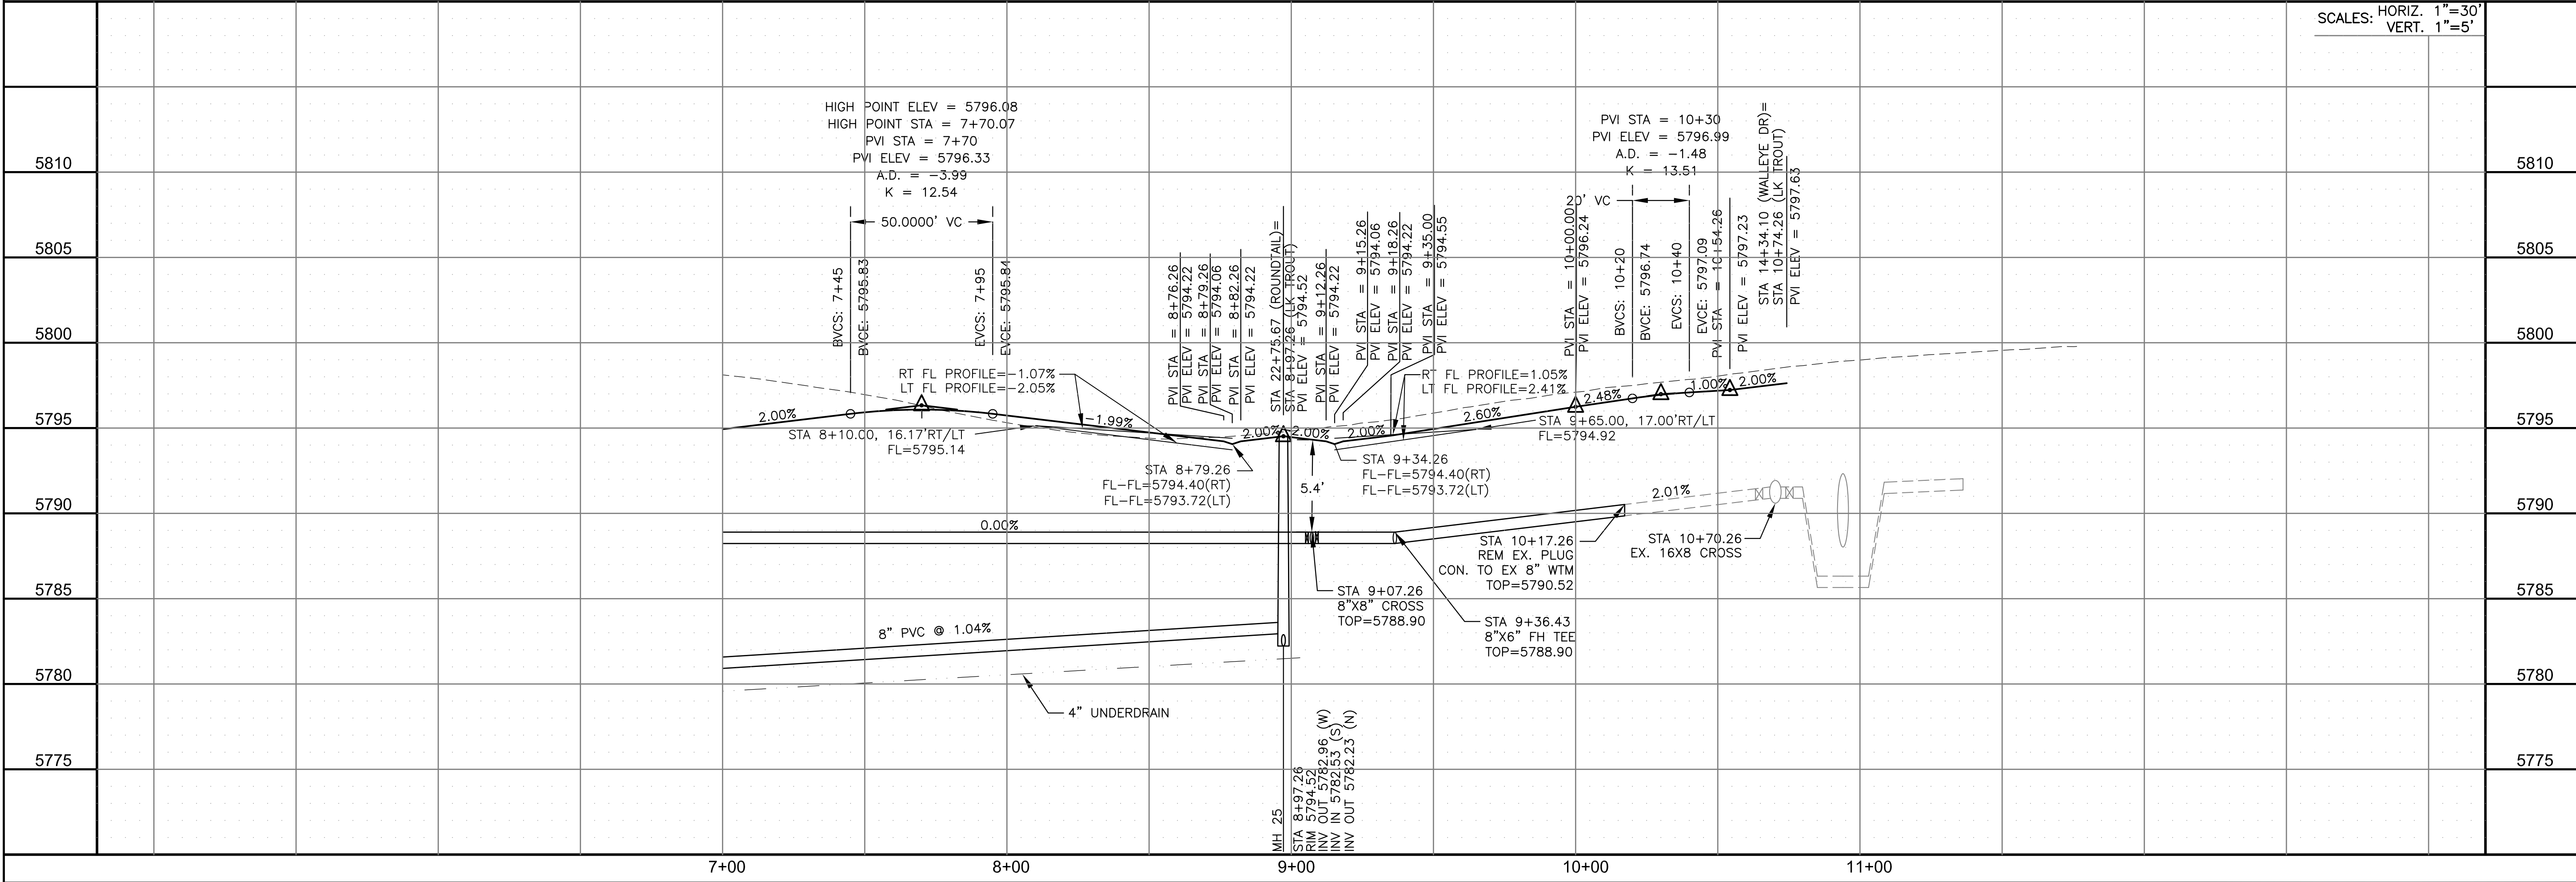 SCALES: HORIZ. 1"=30'
VERT. 1"=5'
HIGH POINT ELEV = 5796.08
HIGH POINT STA = 7+70.07
PVI STA = 7+70
PVI ELEV = 5796.33
A.D. = -3.99
K = 12.54
50.0000' VC
BVCS: 7+45
BVCE: 5795.83
EVCS: 7+95
EVCE: 5795.84
PVI STA = 8+76.26
PVI ELEV = 5794.22
PVI STA = 8+79.26
PVI ELEV = 5794.06
PVI STA = 8+82.26
PVI ELEV = 5794.22
STA 22+75.67 (ROUNDTAIL)=
STA 8+97.26 (LK TROUT)
PVI ELEV = 5794.52
PVI STA = 9+12.26
PVI ELEV = 5794.22
PVI STA = 9+15.26
PVI ELEV = 5794.06
PVI STA = 9+18.26
PVI ELEV = 5794.22
PVI STA = 9+35.00
PVI ELEV = 5794.55
PVI STA = 10+00.00
PVI ELEV = 5796.24
PVI STA = 10+30
PVI ELEV = 5796.99
A.D. = -1.48
K = 13.51
20' VC
BVCS: 10+20
BVCE: 5796.74
EVCS: 10+40
EVCE: 5797.09
PVI STA = 10+54.26
PVI ELEV = 5797.23
STA 14+34.10 (WALLEYE DR)=
STA 10+74.26 (LK TROUT)
PVI ELEV = 5797.63
5810
5805
5800
5795
5790
5785
5780
5775
5810
5805
5800
5795
5790
5785
5780
5775
RT FL PROFILE=-1.07%
LT FL PROFILE=-2.05%
RT FL PROFILE=1.05%
LT FL PROFILE=2.41%
2.00%
-1.99%
2.00%
-2.00%
2.00%
2.60%
2.48%
1.00%
2.00%
STA 8+10.00, 16.17'RT/LT
FL=5795.14
STA 9+65.00, 17.00'RT/LT
FL=5794.92
STA 8+79.26
FL-FL=5794.40(RT)
FL-FL=5793.72(LT)
5.4'
STA 9+34.26
FL-FL=5794.40(RT)
FL-FL=5793.72(LT)
0.00%
2.01%
STA 10+17.26
REM EX. PLUG
CON. TO EX 8" WTM
TOP=5790.52
STA 10+70.26
EX. 16X8 CROSS
STA 9+07.26
8"X8" CROSS
TOP=5788.90
STA 9+36.43
8"X6" FH TEE
TOP=5788.90
8" PVC @ 1.04%
4" UNDERDRAIN
MH 25
STA 8+97.26
RIM 5794.52
INV OUT 5782.96 (W)
INV IN 5782.53 (S)
INV OUT 5782.23 (N)
7+00
8+00
9+00
10+00
11+00